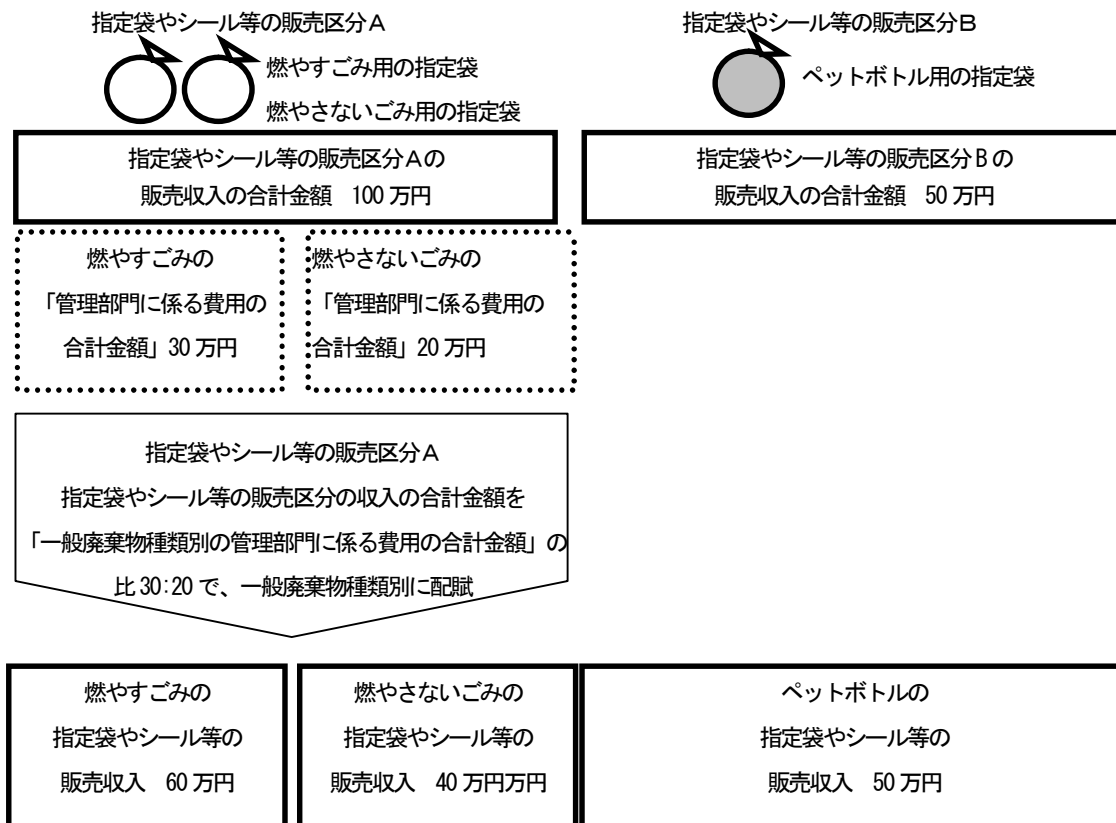 指定袋やシール等の販売区分A
燃やすごみ用の指定袋
燃やさないごみ用の指定袋
指定袋やシール等の販売区分B
ペットボトル用の指定袋
指定袋やシール等の販売区分Aの
販売収入の合計金額 100万円
指定袋やシール等の販売区分Bの
販売収入の合計金額 50万円
燃やすごみの
「管理部門に係る費用の
合計金額」30万円
燃やさないごみの
「管理部門に係る費用の
合計金額」20万円
指定袋やシール等の販売区分A
指定袋やシール等の販売区分の収入の合計金額を
「一般廃棄物種類別の管理部門に係る費用の合計金額」の
比30:20で、一般廃棄物種類別に配賦
燃やすごみの
指定袋やシール等の
販売収入 60万円
燃やさないごみの
指定袋やシール等の
販売収入 40万円万円
ペットボトルの
指定袋やシール等の
販売収入 50万円